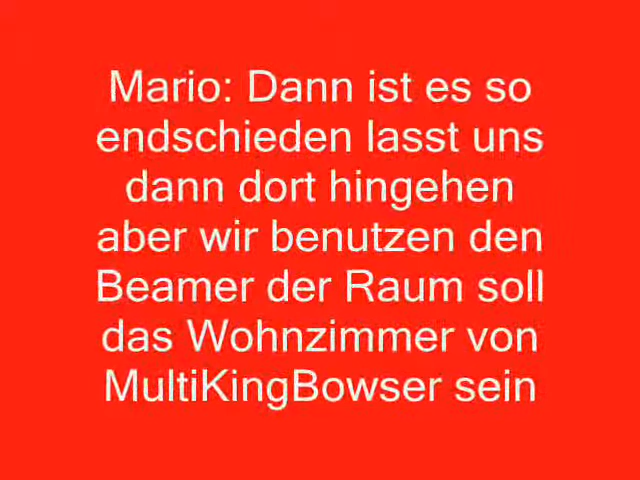 Mario: Dann ist es so
endschieden lasst uns
dann dort hingehen
aber wir benutzen den
Beamer der Raum soll
das Wohnzimmer von
MultiKingBowser sein